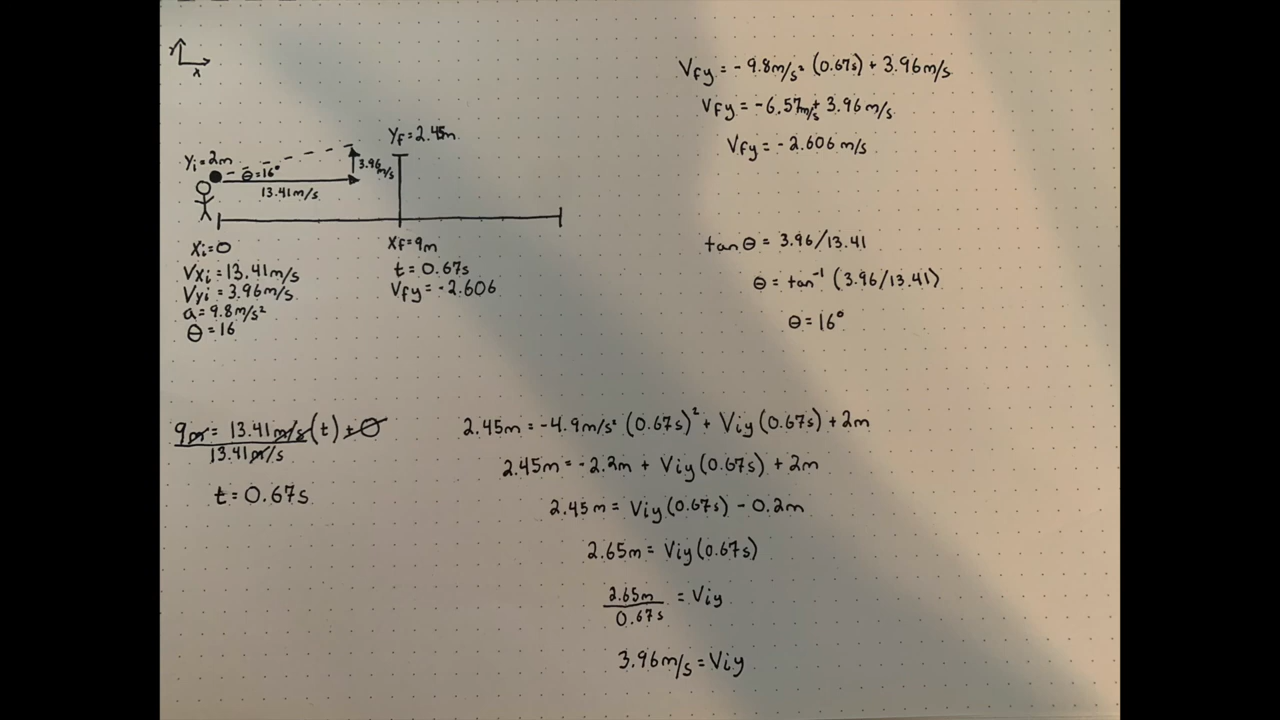 y
x
Yi=2m
θ=16°
13.41m/s
3.96m/s
Yf=2.45m
Xi=0
Vxi=13.41m/s
Vyi=3.96m/s
a=9.8m/s²
θ=16
Xf=9m
t=0.67s
Vfy=-2.606
Vfy=-9.8m/s²(0.67s)+3.96m/s
Vfy=-6.57m/s+3.96m/s
Vfy=-2.606m/s
tanθ=3.96/13.41
θ=tan⁻¹(3.96/13.41)
θ=16°
9m=13.41m/s(t)+0
13.41m/s
t=0.67s
2.45m=-4.9m/s²(0.67s)²+Viy(0.67s)+2m
2.45m=-2.2m+Viy(0.67s)+2m
2.45m=Viy(0.67s)-0.2m
2.65m=Viy(0.67s)
2.65m
0.67s
=Viy
3.96m/s=Viy